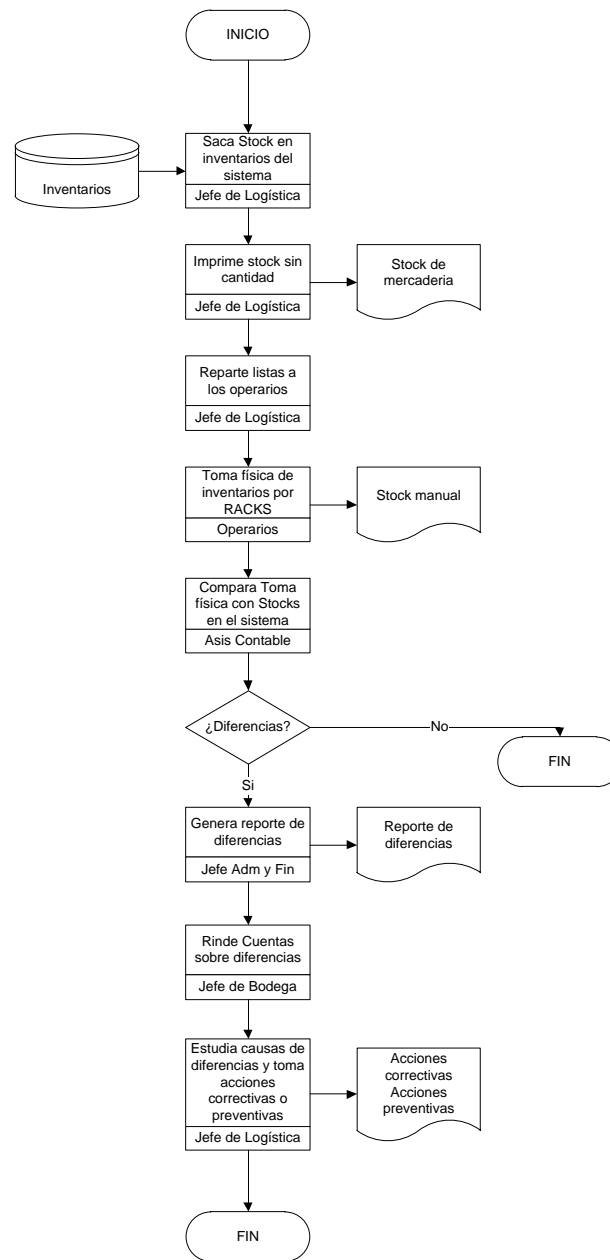 INICIO
Saca Stock en
inventarios del
sistema
Jefe de Logística
Inventarios
Imprime stock sin
cantidad
Jefe de Logística
Stock de
mercaderia
Reparte listas a
los operarios
Jefe de Logística
Toma física de
inventarios por
RACKS
Operarios
Stock manual
Compara Toma
física con Stocks
en el sistema
Asis Contable
¿Diferencias?
No
FIN
Si
Genera reporte de
diferencias
Jefe Adm y Fin
Reporte de
diferencias
Rinde Cuentas
sobre diferencias
Jefe de Bodega
Estudia causas de
diferencias y toma
acciones
correctivas o
preventivas
Jefe de Logística
Acciones
correctivas
Acciones
preventivas
FIN